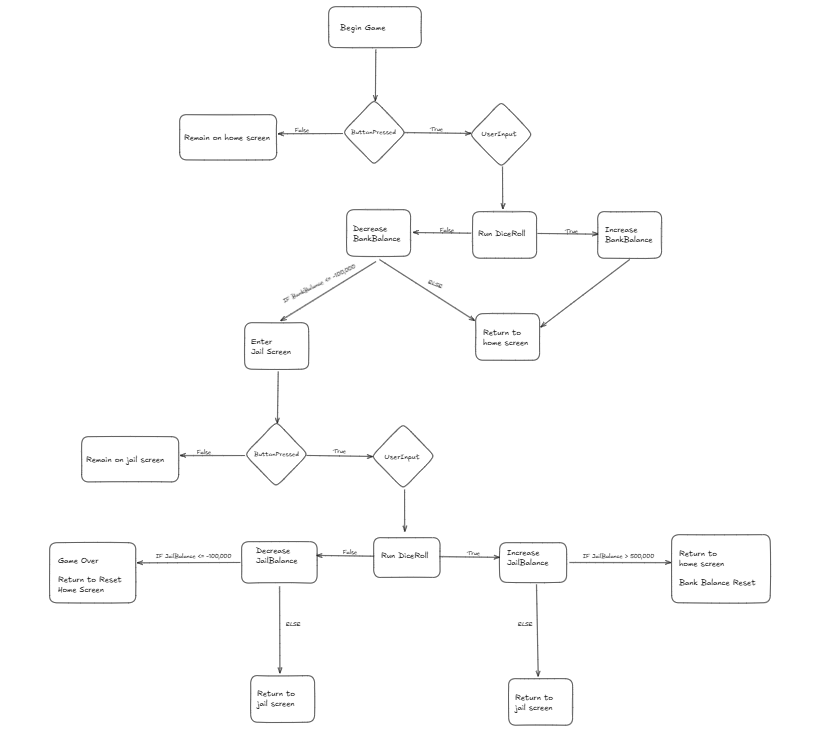 Begin Game
Remain on home screen
False
ButtonPressed
True
UserInput
Decrease
BankBalance
False
Run DiceRoll
True
Increase
BankBalance
IF BankBalance <= -100,000
ELSE
Enter
Jail Screen
Return to
home screen
Remain on jail screen
False
ButtonPressed
True
UserInput
Game Over
Return to Reset
Home Screen
IF JailBalance <= -100,000
Decrease
JailBalance
False
Run DiceRoll
True
Increase
JailBalance
IF JailBalance > 500,000
Return to
home screen
Bank Balance Reset
ELSE
ELSE
Return to
jail screen
Return to
jail screen